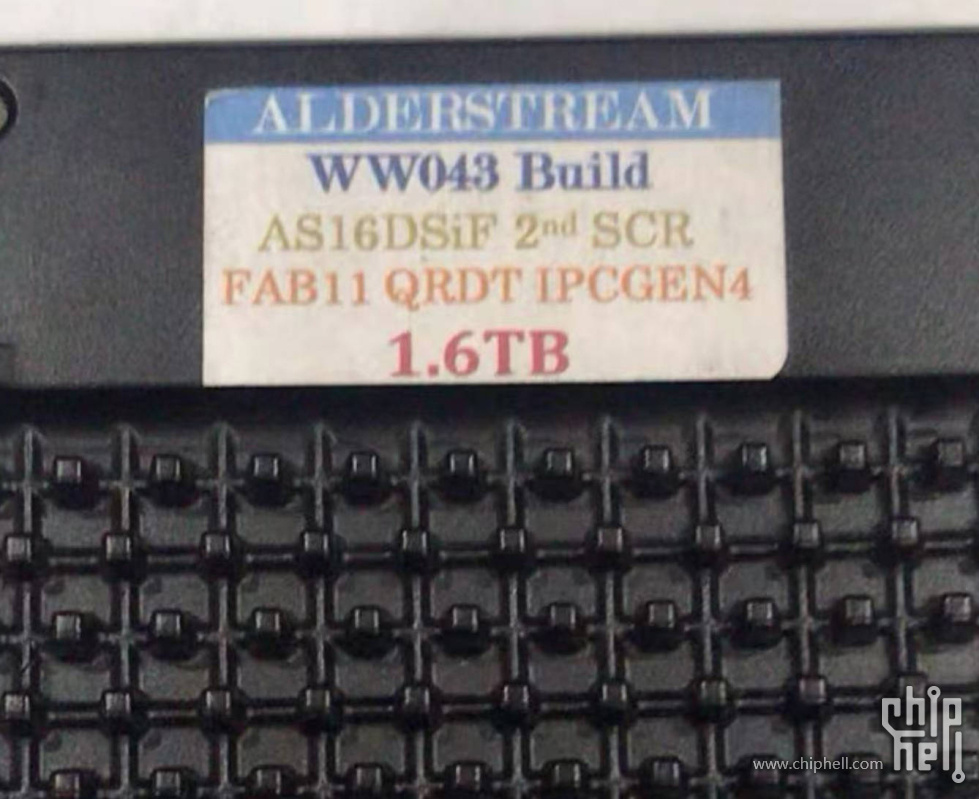 ALDERSTREAM
WW043 Build
AS16DSiF 2nd SCR
FAB11 QRDT IPCGEN4
1.6TB
chip
hell
www.chiphell.com